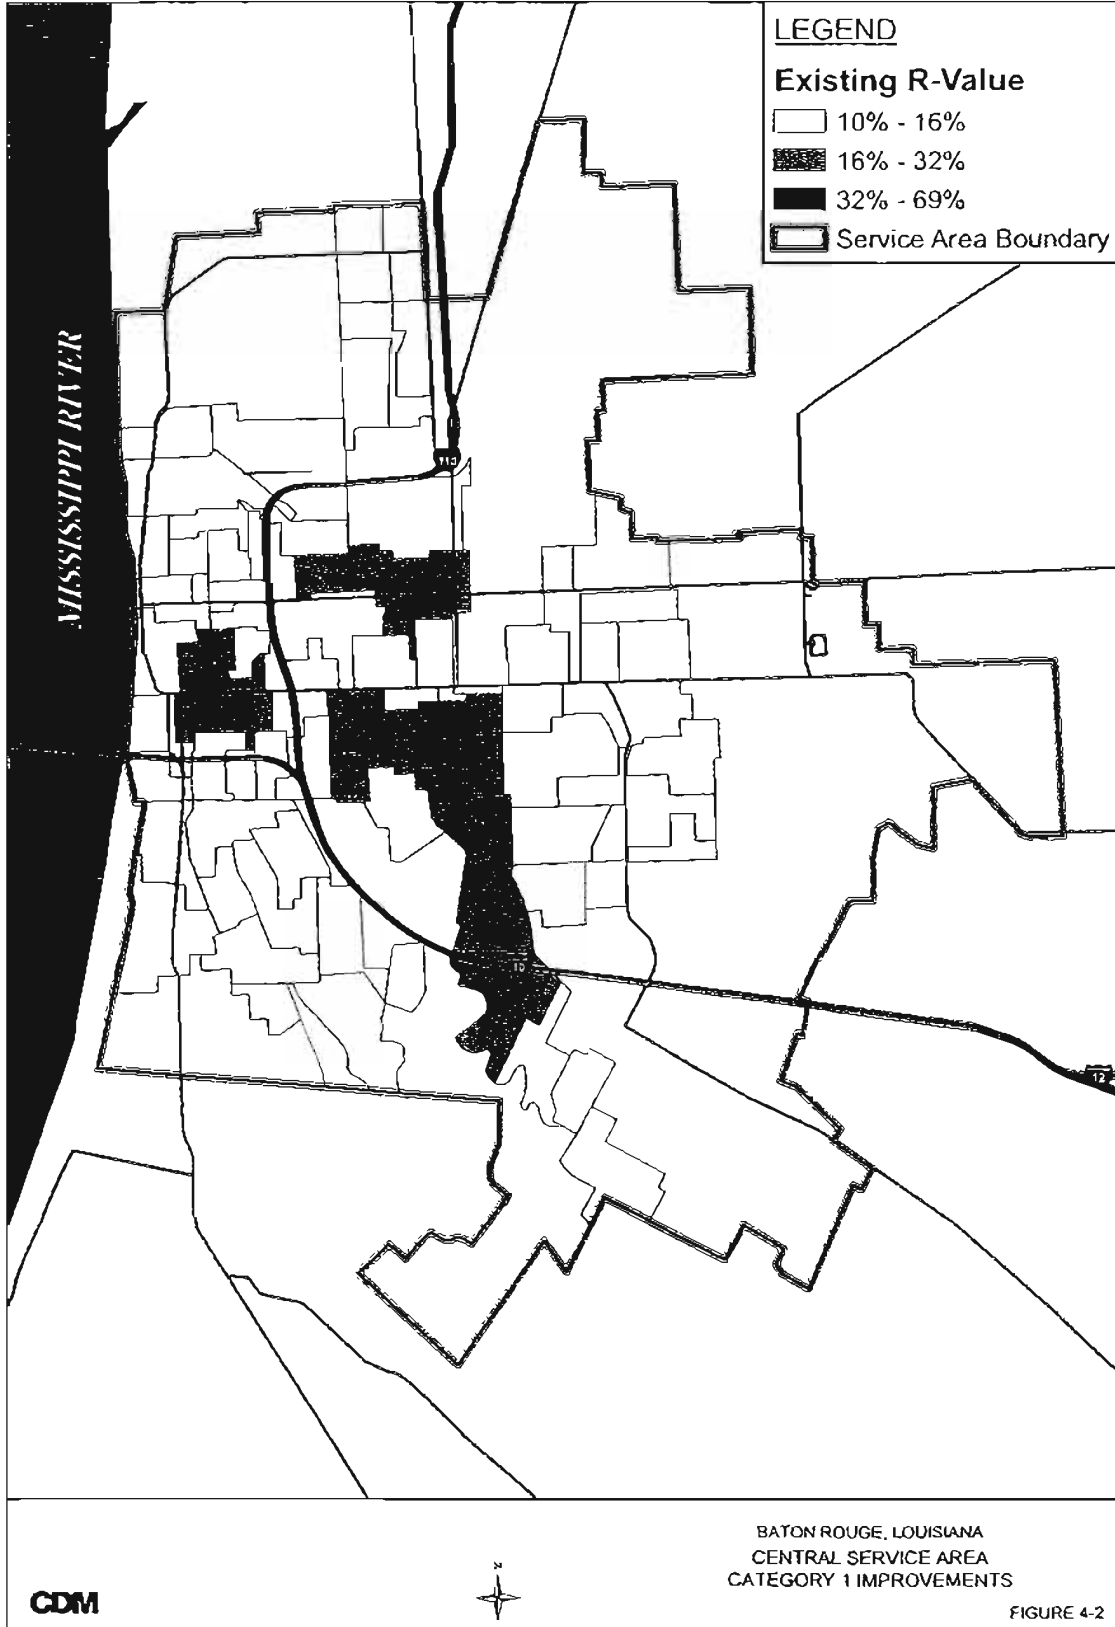 LEGEND
Existing R-Value
10% - 16%
16% - 32%
32% - 69%
Service Area Boundary
MISSISSIPPI RIVER
110
10
12
BATON ROUGE, LOUISIANA
CENTRAL SERVICE AREA
CATEGORY 1 IMPROVEMENTS
CDM
N
FIGURE 4-2